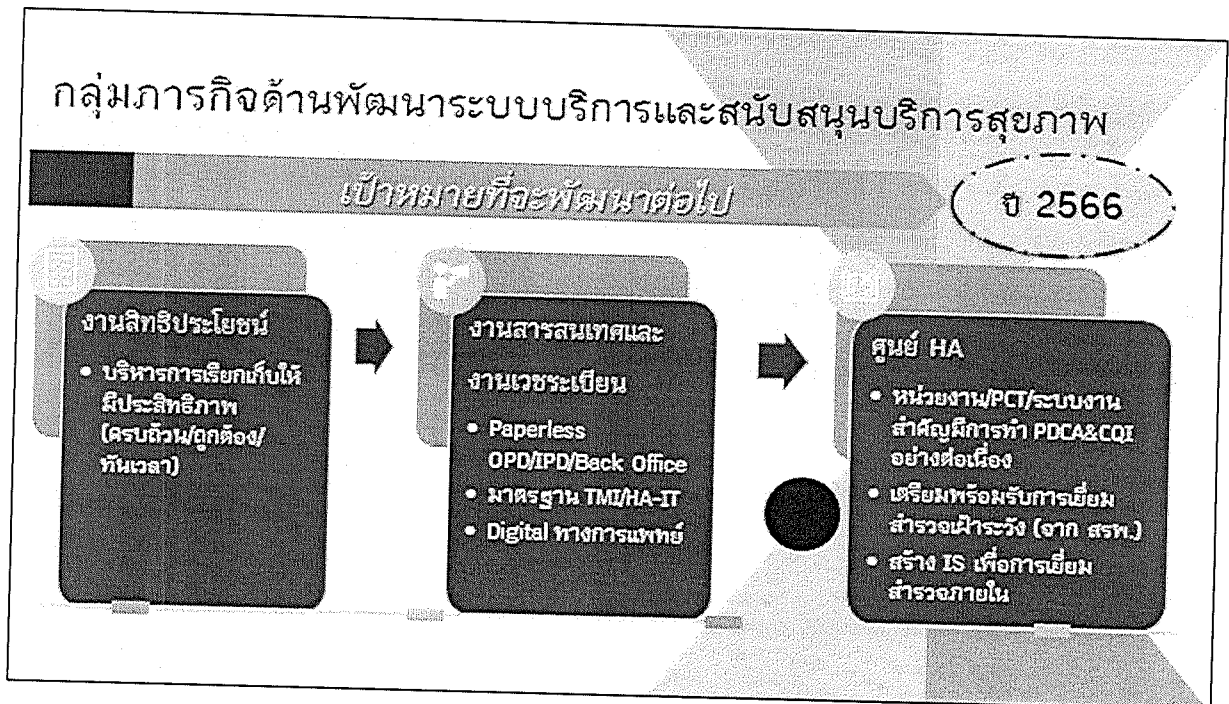 กลุ่มภารกิจด้านพัฒนาระบบบริการและสนับสนุนบริการสุขภาพ
เป้าหมายที่จะพัฒนาต่อไป
ปี 2566
งานสิทธิประโยชน์
• บริหารการเรียกเก็บให้
มีประสิทธิภาพ
(ครบถ้วน/ถูกต้อง/
ทันเวลา)
งานสารสนเทศและ
งานเวชระเบียน
• Paperless
OPD/IPD/Back Office
• มาตรฐาน TMI/HA-IT
• Digital ทางการแพทย์
ศูนย์ HA
• หน่วยงาน/PCT/ระบบงาน
สำคัญมีการทำ PDCA&CQI
อย่างต่อเนื่อง
• เตรียมพร้อมรับการเยี่ยม
สำรวจเฝ้าระวัง (จาก สรพ.)
• สร้าง IS เพื่อการเยี่ยม
สำรวจภายใน